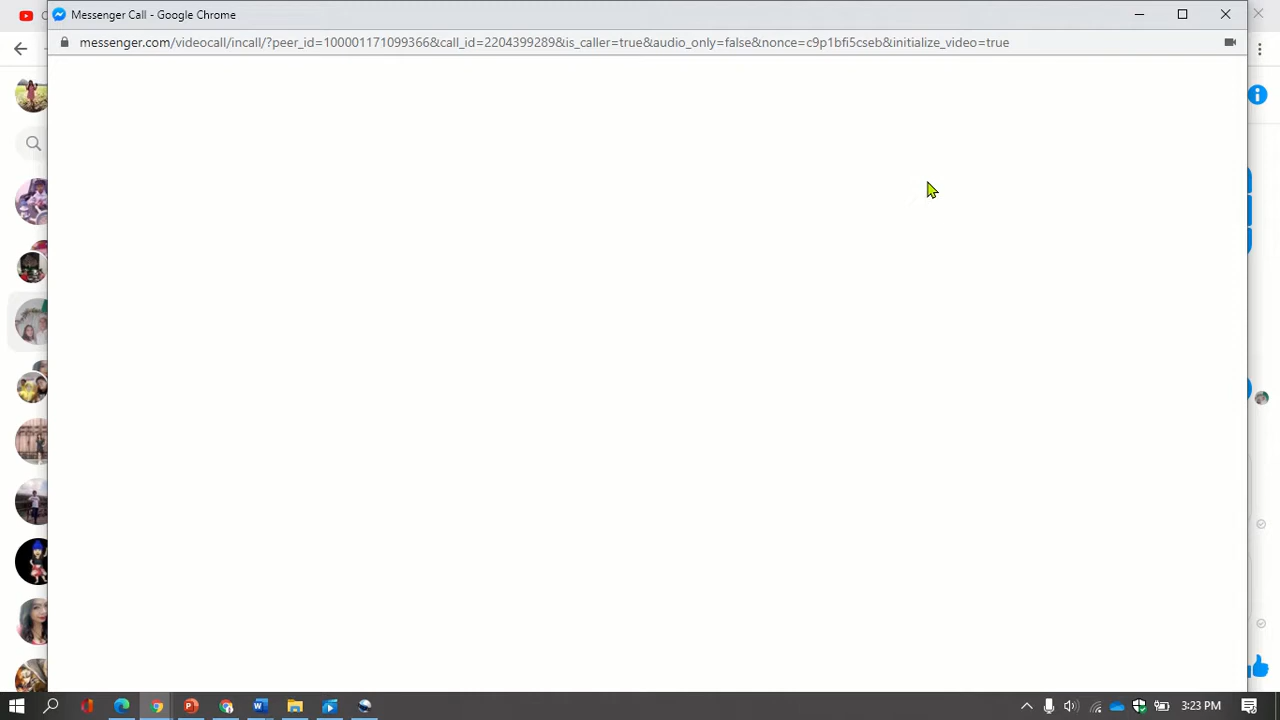 Messenger Call - Google Chrome
messenger.com/videocall/incall/?peer_id=100001171099366&call_id=2204399289&is_caller=true&audio_only=false&nonce=c9p1bfi5cseb&initialize_video=true
3:23 PM